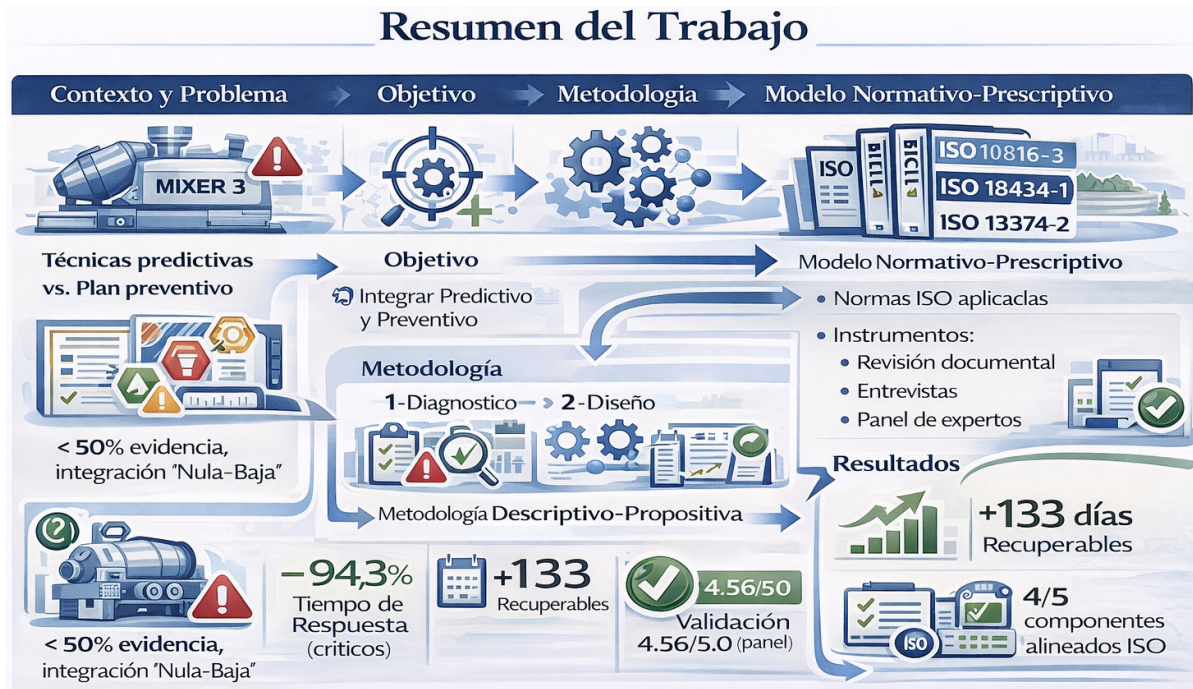 Resumen del Trabajo
Contexto y Problema
Objetivo
Metodologia
Modelo Normativo-Prescriptivo
MIXER 3
ISO
ISO 10816-3
ISO 18434-1
ISO 13374-2
Técnicas predictivas
vs. Plan preventivo
< 50% evidencia,
integración "Nula-Baja"
Objetivo
Integrar Predictivo
y Preventivo
Modelo Normativo-Prescriptivo
• Normas ISO aplicaclas
• Instrumentos:
• Revisión documental
• Entrevistas
• Panel de expertos
Metodología
1-Diagnostico
2-Diseño
Metodología Descriptivo-Propositiva
< 50% evidencia,
integración "Nula-Baja"
−94,3%
Tiempo de
Respuesta
(criticos)
+133
Recuperables
4.56/50
Validación
4.56/5.0 (panel)
Resultados
+133 días
Recuperables
ISO
4/5
componentes
alineados ISO